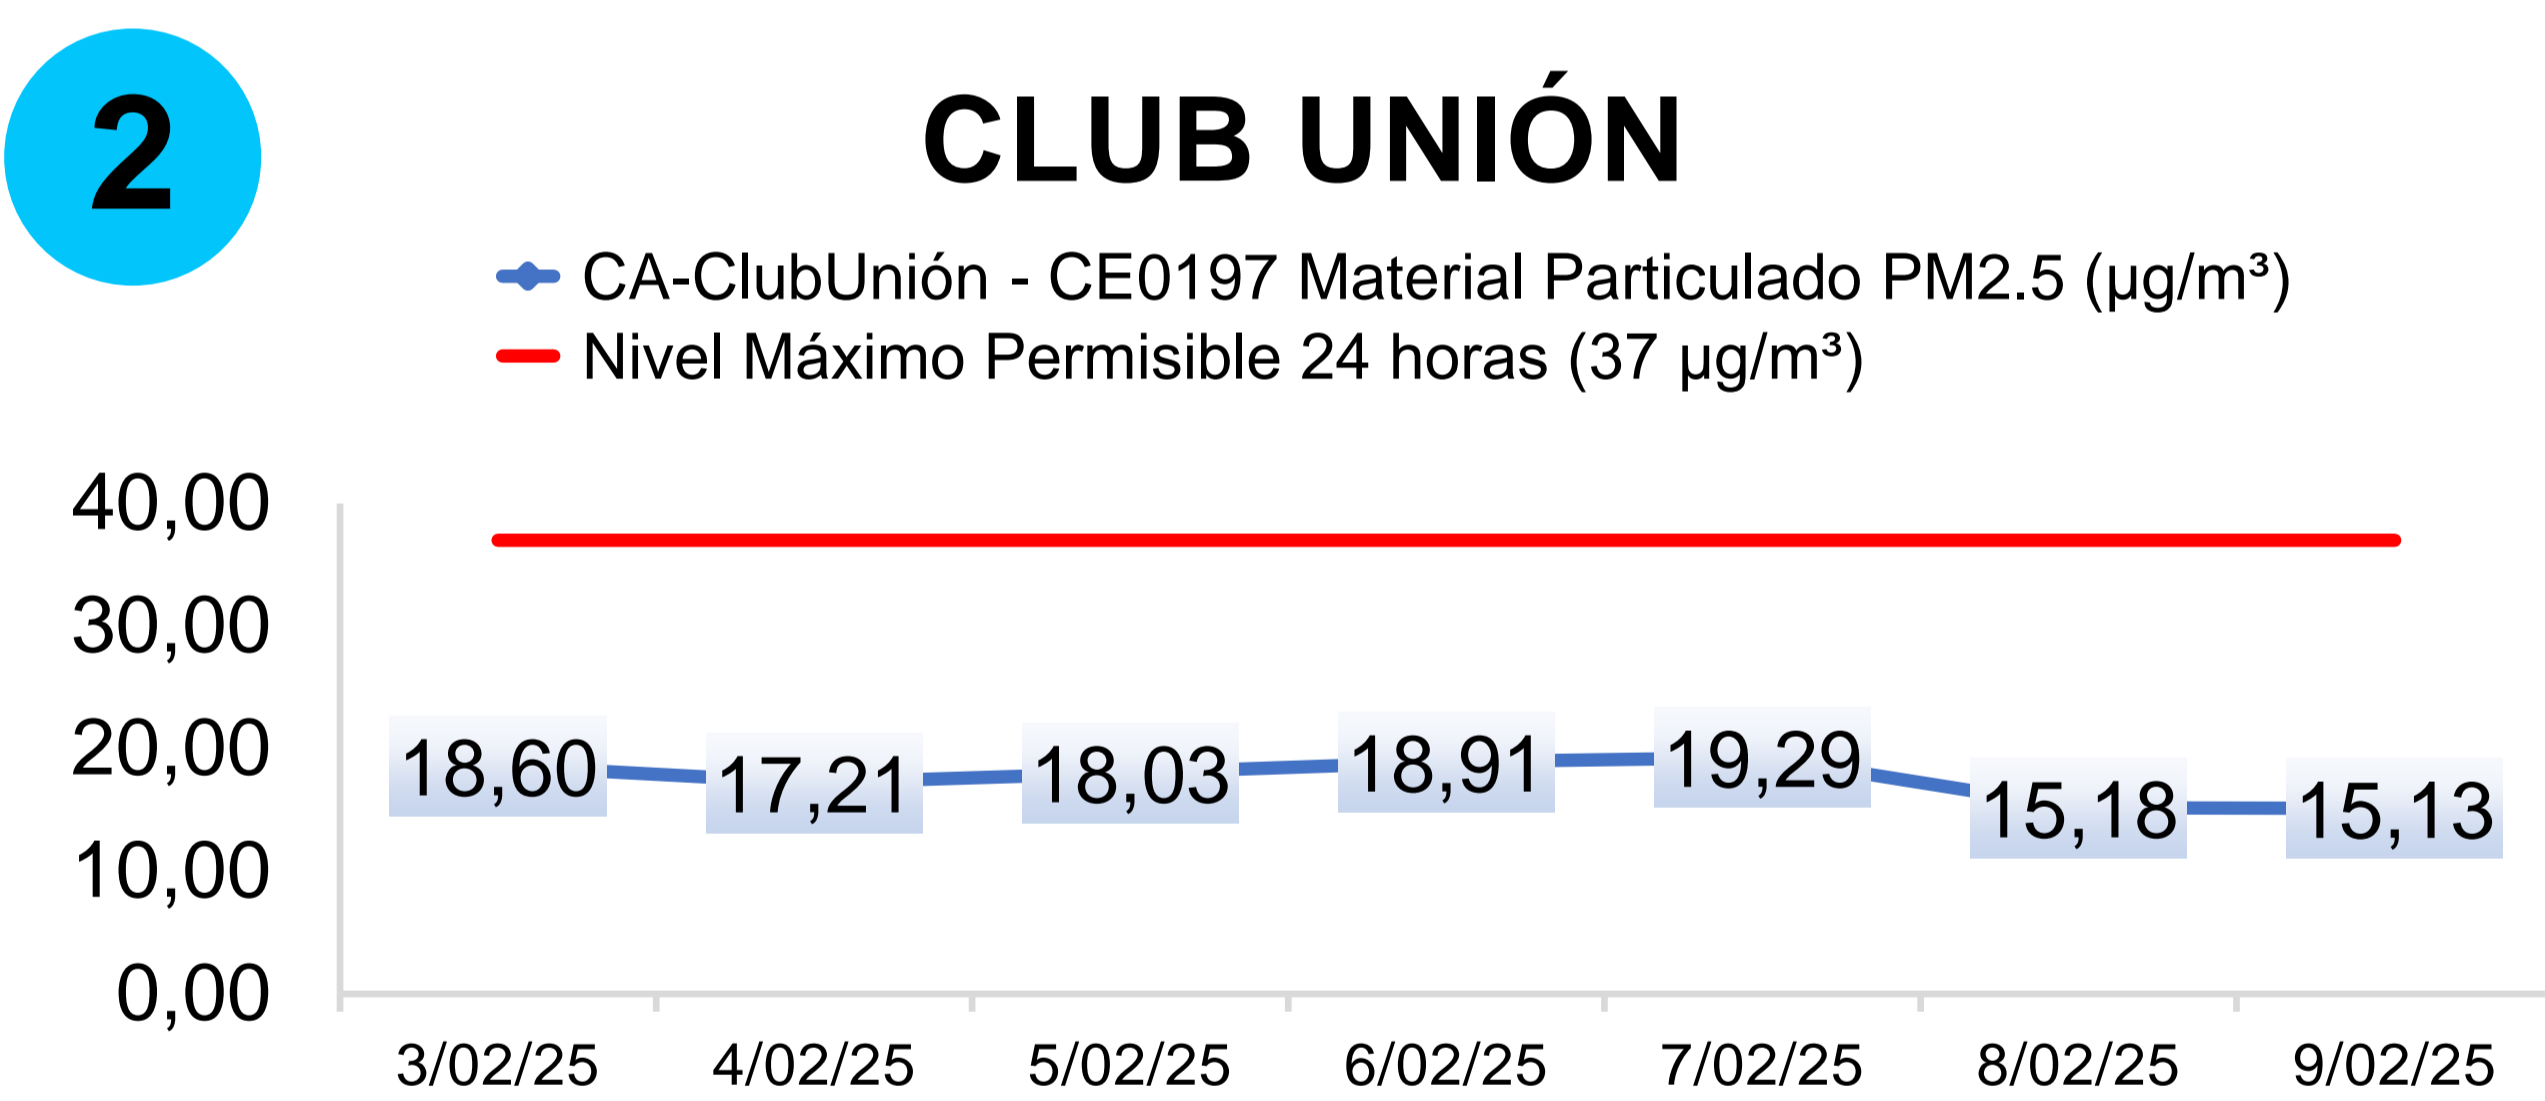 2
CLUB UNIÓN
CA-ClubUnión - CE0197 Material Particulado PM2.5 (µg/m³)
Nivel Máximo Permisible 24 horas (37 µg/m³)
40,00
30,00
20,00
10,00
0,00
18,60 17,21 18,03 18,91 19,29 15,18 15,13
3/02/25 4/02/25 5/02/25 6/02/25 7/02/25 8/02/25 9/02/25